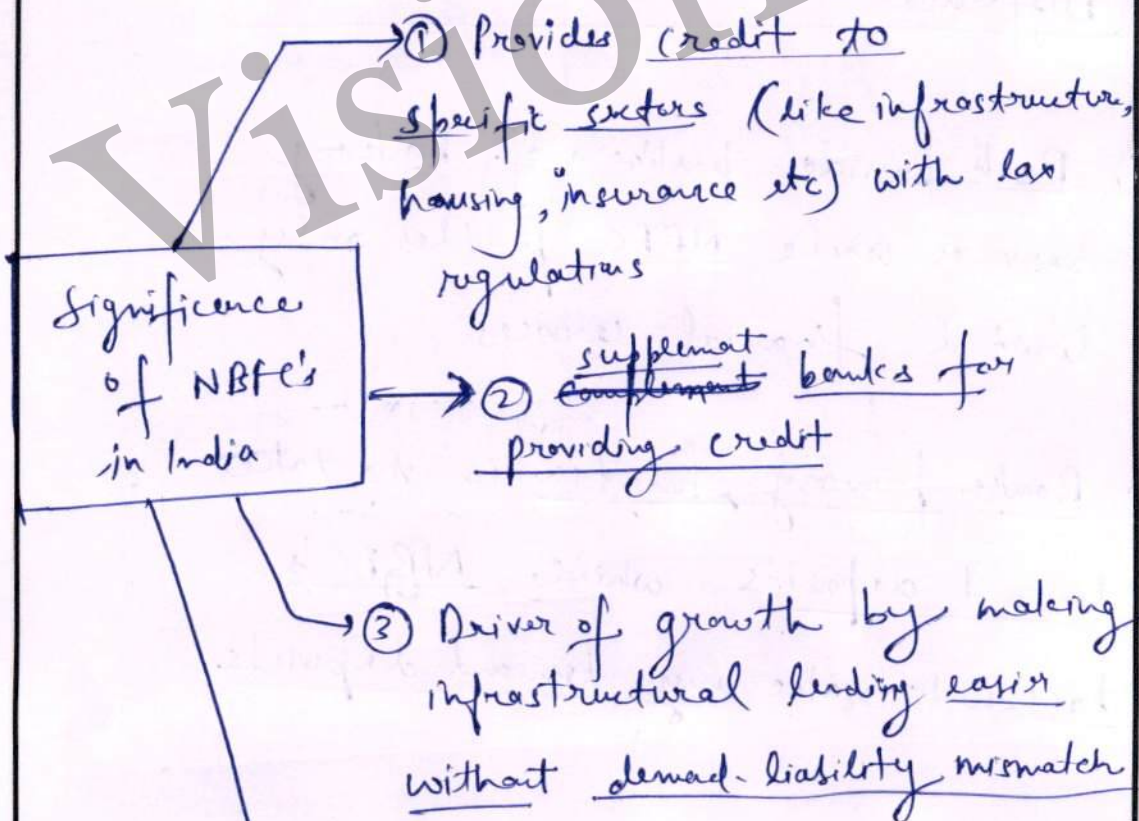 Vision
① Provides credit to
specific sectors (like infrastructure,
housing, insurance etc) with lax
regulations
Significance
of NBFC's
in India
② ~~complement~~ supplemat banks for
providing credit
③ Driver of growth by making
infrastructural lending easier
without demad-liability mismatch